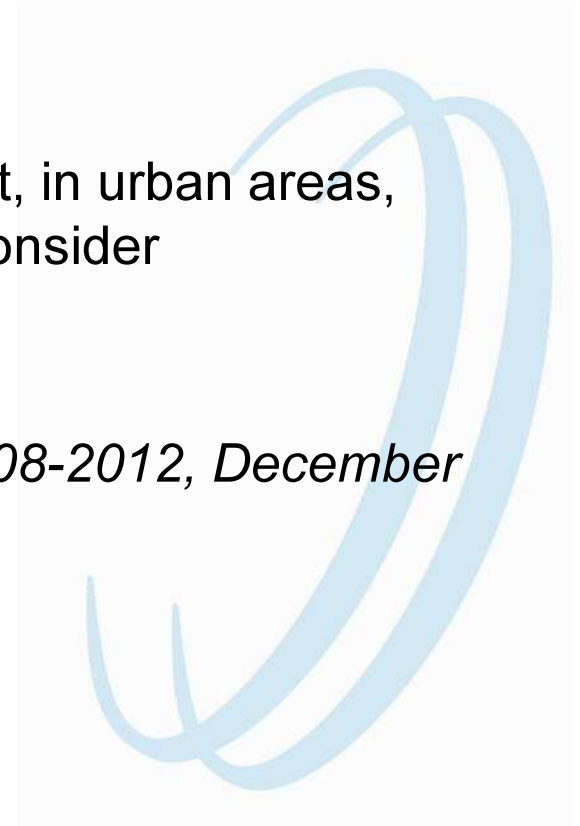 t, in urban areas,
onsider
08-2012, December